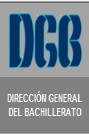 DGB
DIRECCIÓN GENERAL
DEL BACHILLERATO